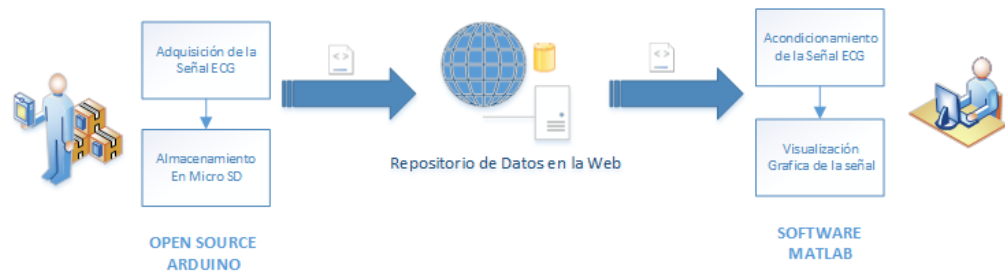 Adquisición de la
Señal ECG
Almacenamiento
En Micro SD
OPEN SOURCE
ARDUINO
<>
Repositorio de Datos en la Web
<>
Acondicionamiento
de la Señal ECG
Visualización
Grafica de la señal
SOFTWARE
MATLAB